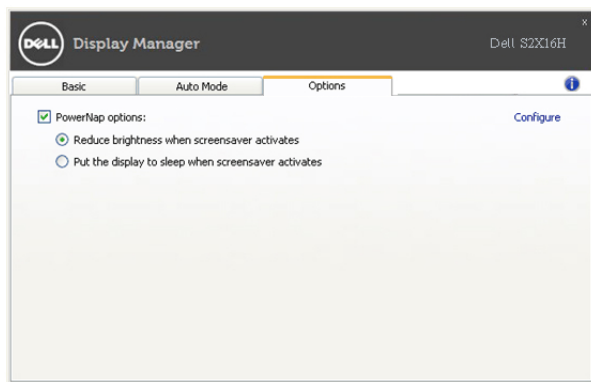 x
DELL Display Manager
Dell S2X16H
Basic
Auto Mode
Options
i
PowerNap options:
Configure
Reduce brightness when screensaver activates
Put the display to sleep when screensaver activates